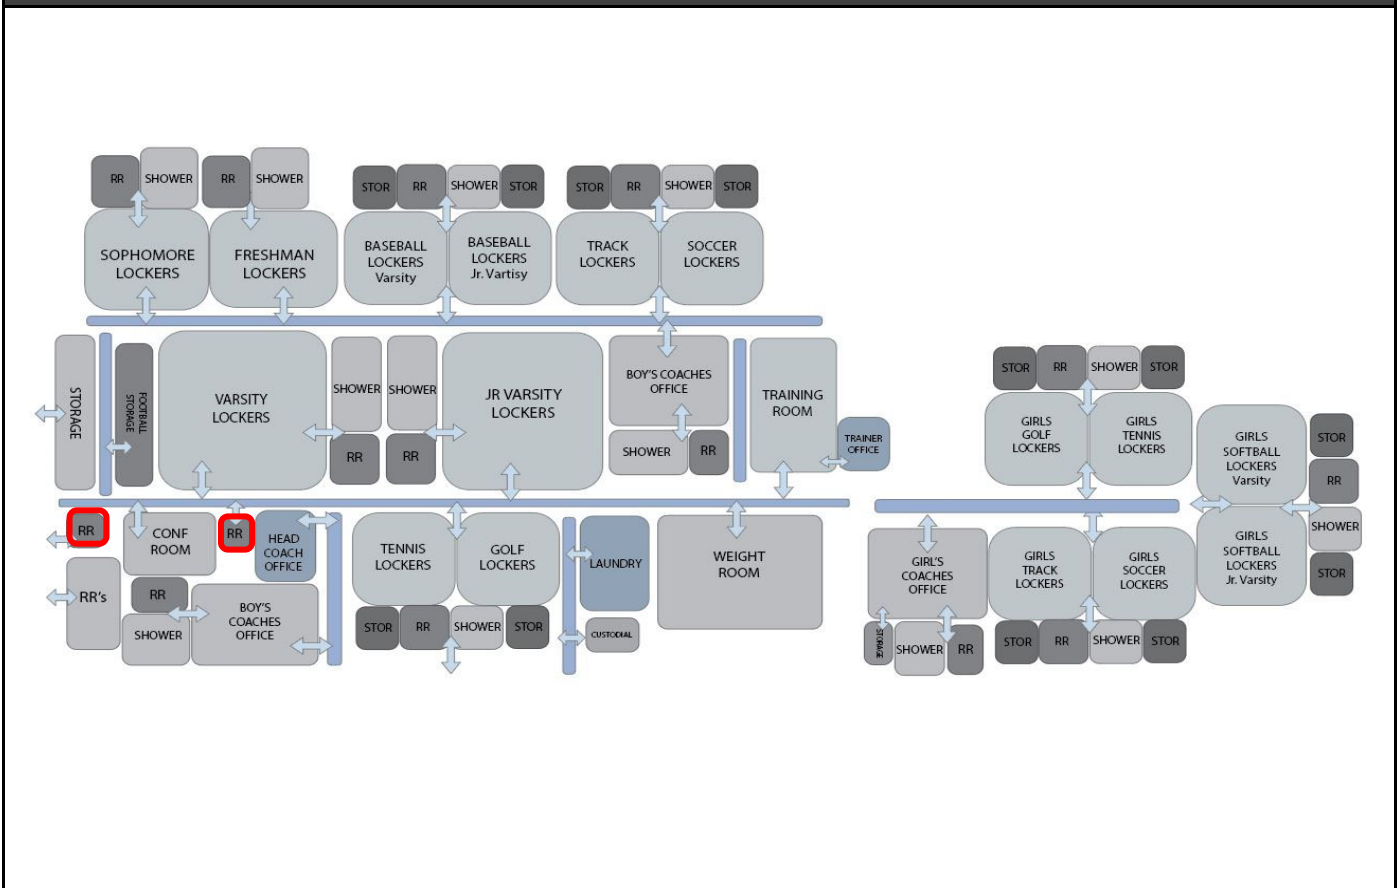 RR
SHOWER
RR
SHOWER
STOR
RR
SHOWER
STOR
STOR
RR
SHOWER
STOR
SOPHOMORE
LOCKERS
FRESHMAN
LOCKERS
BASEBALL
LOCKERS
Varsity
BASEBALL
LOCKERS
Jr. Vartisy
TRACK
LOCKERS
SOCCER
LOCKERS
STORAGE
FOOTBALL
STORAGE
VARSITY
LOCKERS
SHOWER
RR
SHOWER
RR
JR VARSITY
LOCKERS
BOY'S COACHES
OFFICE
SHOWER
RR
TRAINING
ROOM
TRAINER
OFFICE
RR
CONF
ROOM
RR
HEAD
COACH
OFFICE
RR's
RR
SHOWER
BOY'S
COACHES
OFFICE
TENNIS
LOCKERS
GOLF
LOCKERS
STOR
RR
SHOWER
STOR
LAUNDRY
CUSTODIAL
WEIGHT
ROOM
STOR
RR
SHOWER
STOR
GIRLS
GOLF
LOCKERS
GIRLS
TENNIS
LOCKERS
GIRLS
SOFTBALL
LOCKERS
Varsity
STOR
RR
SHOWER
STOR
GIRLS
SOFTBALL
LOCKERS
Jr. Varsity
GIRL'S
COACHES
OFFICE
STORAGE
SHOWER
RR
GIRLS
TRACK
LOCKERS
GIRLS
SOCCER
LOCKERS
STOR
RR
SHOWER
STOR